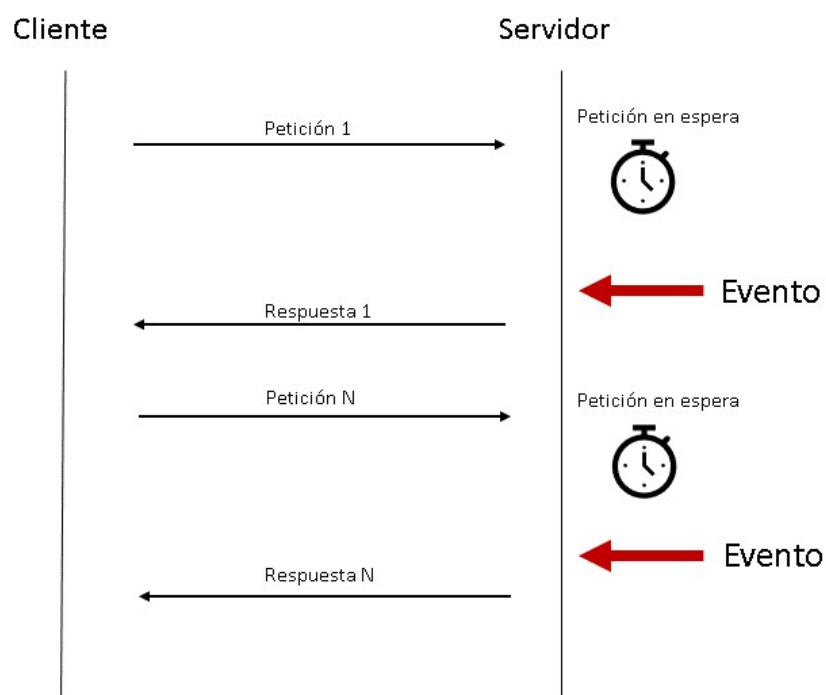 Cliente
Servidor
Petición 1
Petición en espera
Evento
Respuesta 1
Petición N
Petición en espera
Evento
Respuesta N